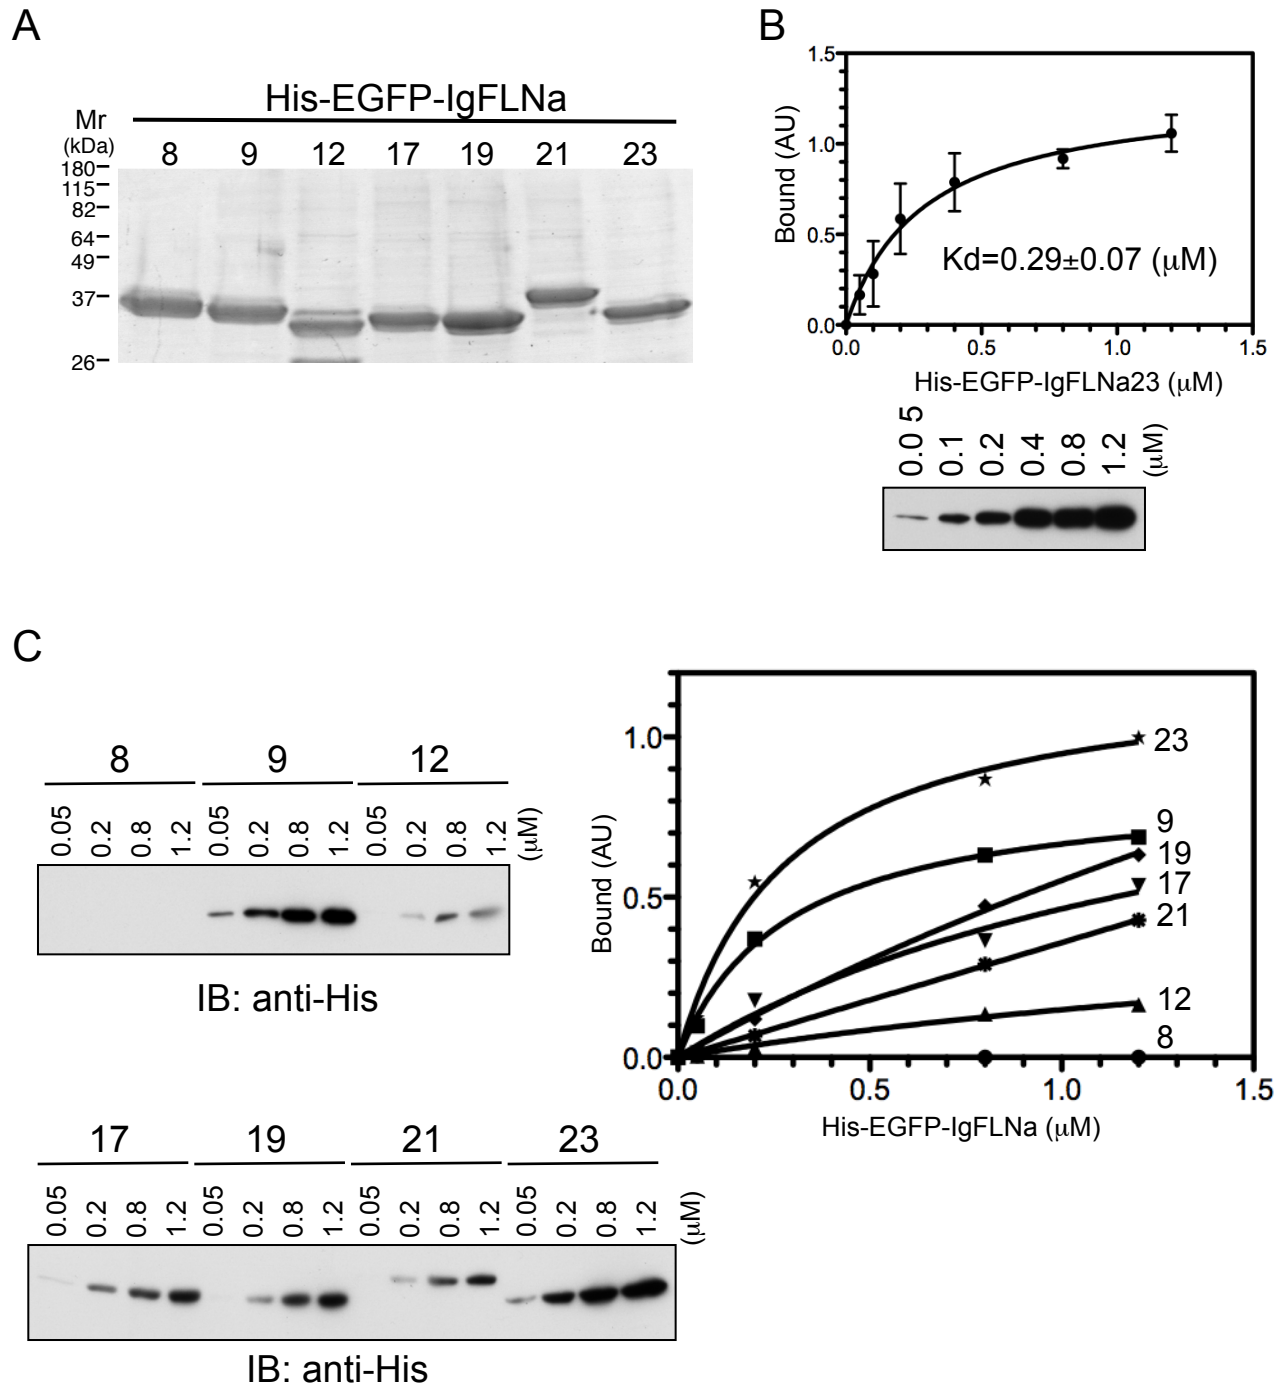 A
His-EGFP-IgFLNa
Mr
(kDa)
8 9 12 17 19 21 23
180
115
82
64
49
37
26
B
1.5
1.0
0.5
0.0
Bound (AU)
Kd=0.29±0.07 (μM)
0.0 0.5 1.0 1.5
His-EGFP-IgFLNa23 (μM)
0.0 5 0.1 0.2 0.4 0.8 1.2 (μM)
C
8 9 12
0.05 0.2 0.8 1.2 0.05 0.2 0.8 1.2 0.05 0.2 0.8 1.2 (μM)
IB: anti-His
17 19 21 23
0.05 0.2 0.8 1.2 0.05 0.2 0.8 1.2 0.05 0.2 0.8 1.2 0.05 0.2 0.8 1.2 (μM)
IB: anti-His
1.0
0.5
0.0
Bound (AU)
23
9
19
17
21
12
8
0.0 0.5 1.0 1.5
His-EGFP-IgFLNa (μM)